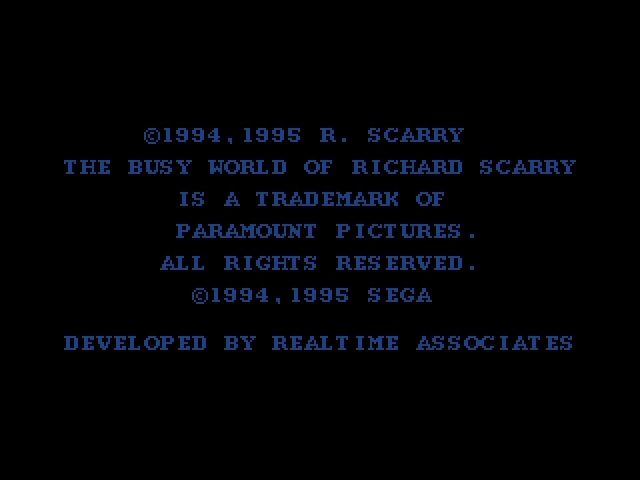 ©1994,1995 R. SCARRY
THE BUSY WORLD OF RICHARD SCARRY
IS A TRADEMARK OF
PARAMOUNT PICTURES.
ALL RIGHTS RESERVED.
©1994,1995 SEGA
DEVELOPED BY REALTIME ASSOCIATES